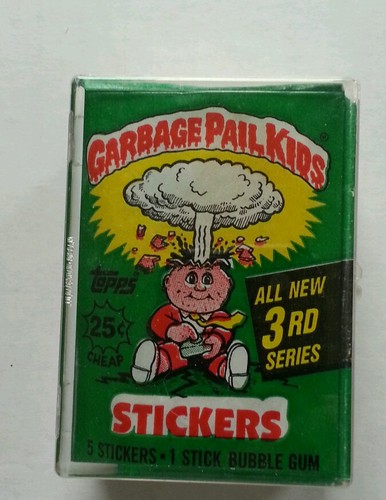 GARBAGE PAIL KIDS
®
topps
25¢
CHEAP
ALL NEW
3RD
SERIES
STICKERS
5 STICKERS • 1 STICK BUBBLE GUM